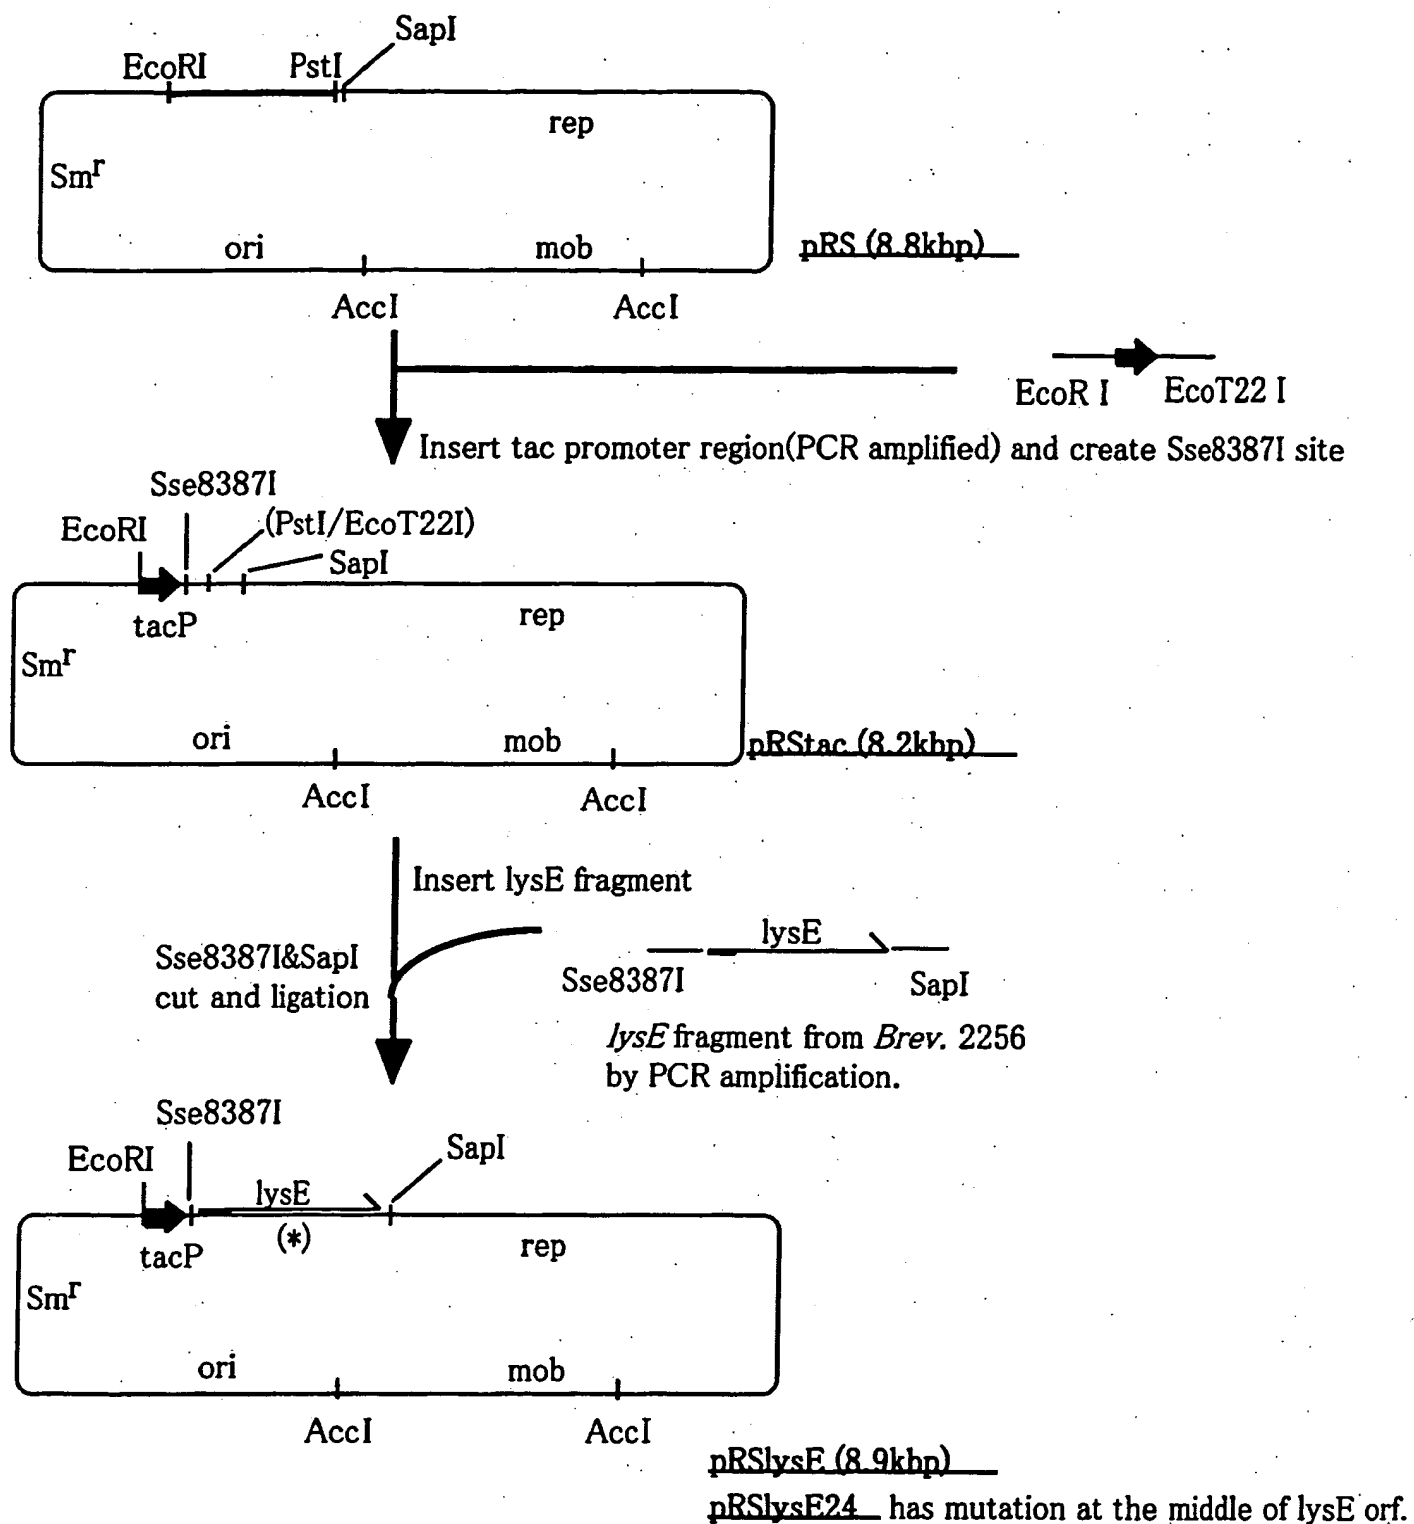 SapI
EcoRI
PstI
rep
Smr
ori
mob
pRS (8.8kbp)
AccI
AccI
EcoR I
EcoT22 I
Insert tac promoter region(PCR amplified) and create Sse8387I site
Sse8387I
EcoRI
(PstI/EcoT22I)
SapI
tacP
rep
Smr
ori
mob
pRStac (8.2kbp)
AccI
AccI
Insert lysE fragment
Sse8387I&SapI
cut and ligation
lysE
Sse8387I
SapI
lysE fragment from Brev. 2256
by PCR amplification.
Sse8387I
EcoRI
SapI
lysE
(*)
tacP
rep
Smr
ori
mob
AccI
AccI
pRSlysE (8.9kbp)
pRSlysE24 has mutation at the middle of lysE orf.